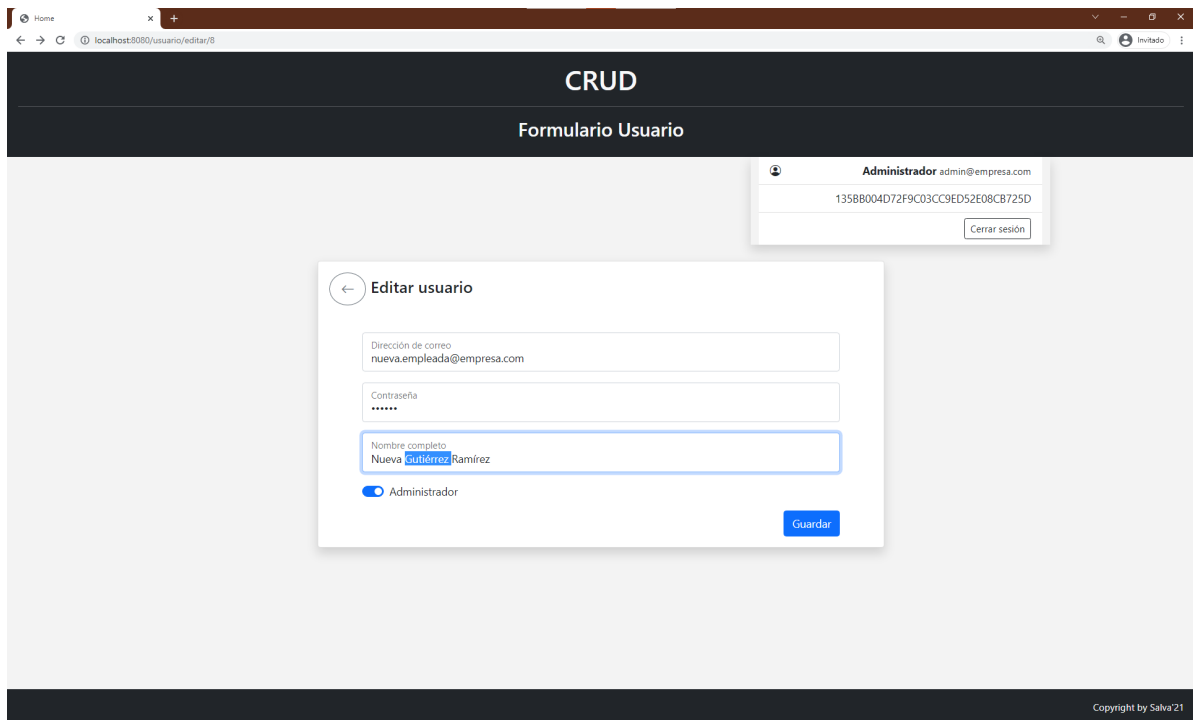 Home
localhost:8080/usuario/editar/8
Invitado
CRUD
Formulario Usuario
Administrador admin@empresa.com
135BB004D72F9C03CC9ED52E08CB725D
Cerrar sesión
Editar usuario
Dirección de correo
nueva.empleada@empresa.com
Contraseña
••••••
Nombre completo
Nueva Gutiérrez Ramírez
Administrador
Guardar
Copyright by Salva'21